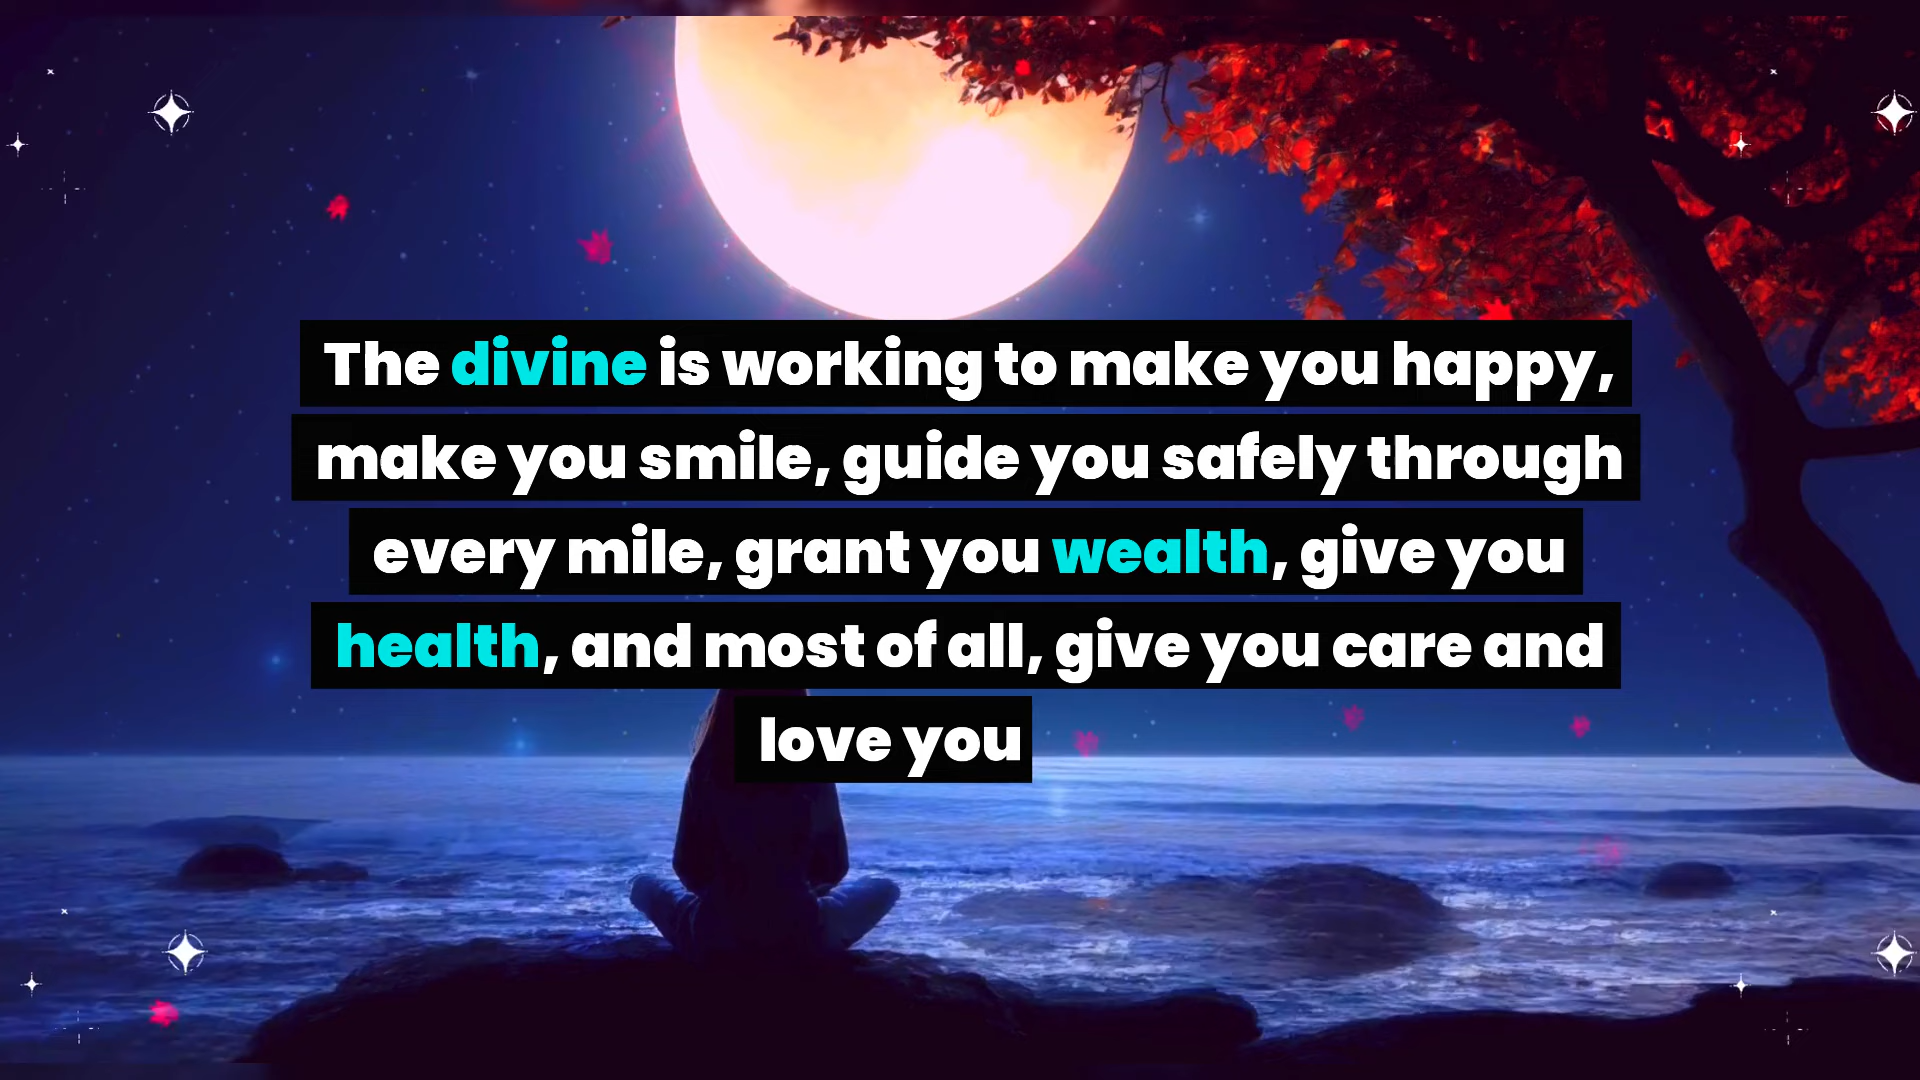 The divine is working to make you happy,
make you smile, guide you safely through
every mile, grant you wealth, give you
health, and most of all, give you care and
love you